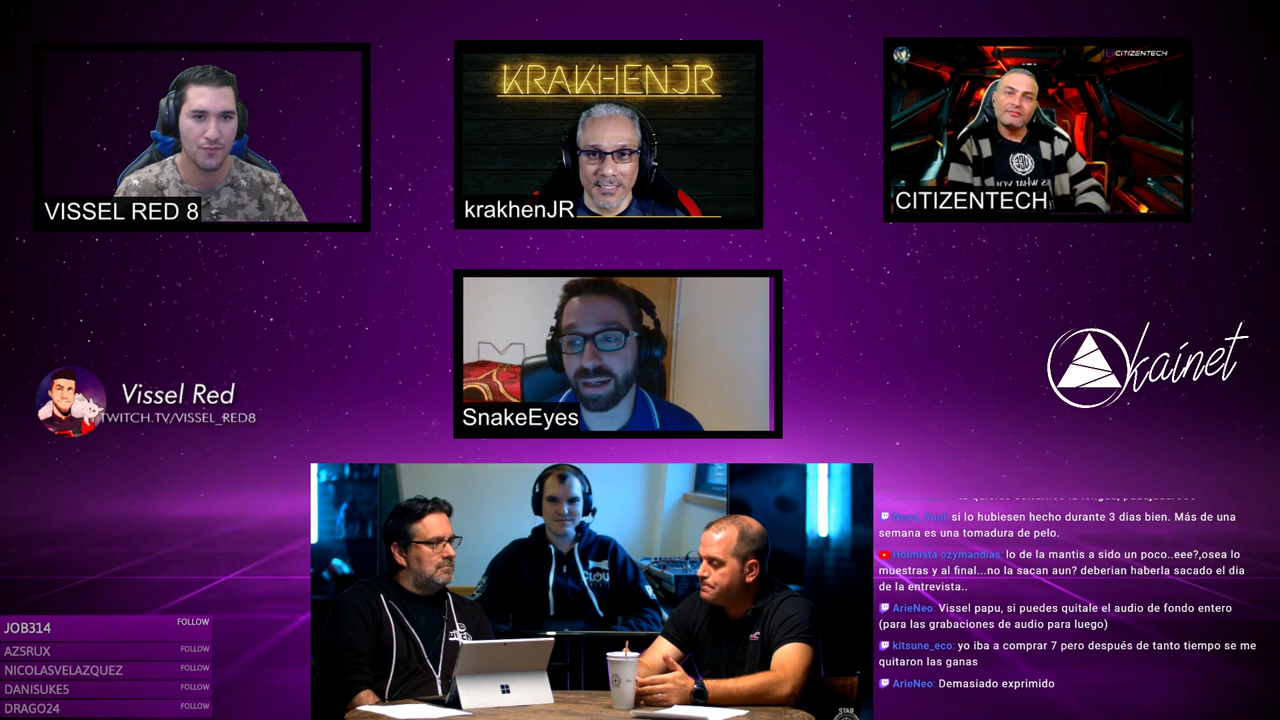 KRAKHENJR
CITIZENTECH
VISSEL RED 8
krakhenJR
CITIZENTECH
SnakeEyes
Vissel Red
TWITCH.TV/VISSEL_RED8
kainet
CLOUD
STAR
JOB314 FOLLOW
AZSRUX FOLLOW
NICOLASVELAZQUEZ FOLLOW
DANISUKE5 FOLLOW
DRAGO24 FOLLOW
si lo hubiesen hecho durante 3 dias bien. Más de una
semana es una tomadura de pelo.
Holmista ozymandias: lo de la mantis a sido un poco..eee?,osea lo
muestras y al final...no la sacan aun? deberian haberla sacado el dia
de la entrevista..
ArieNeo: Vissel papu, si puedes quitale el audio de fondo entero
(para las grabaciones de audio para luego)
kitsune_eco: yo iba a comprar 7 pero después de tanto tiempo se me
quitaron las ganas
ArieNeo: Demasiado exprimido